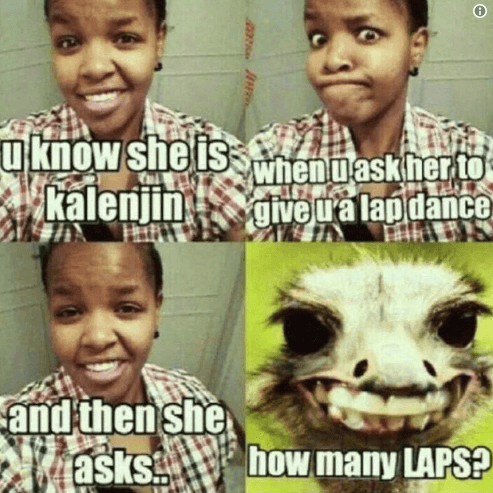 u know she is
kalenjin
when u ask her to
give u a lap dance
and then she
asks..
how many LAPS?